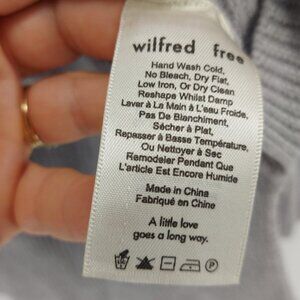 wilfred free
Hand Wash Cold,
No Bleach, Dry Flat,
Low Iron, Or Dry Clean
Reshape Whilst Damp
Laver à La Main à L'eau Froide,
Pas De Blanchiment,
Sécher à Plat,
Repasser à Basse Température,
Ou Nettoyer à Sec
Remodeler Pendant Que
L'article Est Encore Humide
Made in China
Fabriqué en Chine
A little love
goes a long way.
P